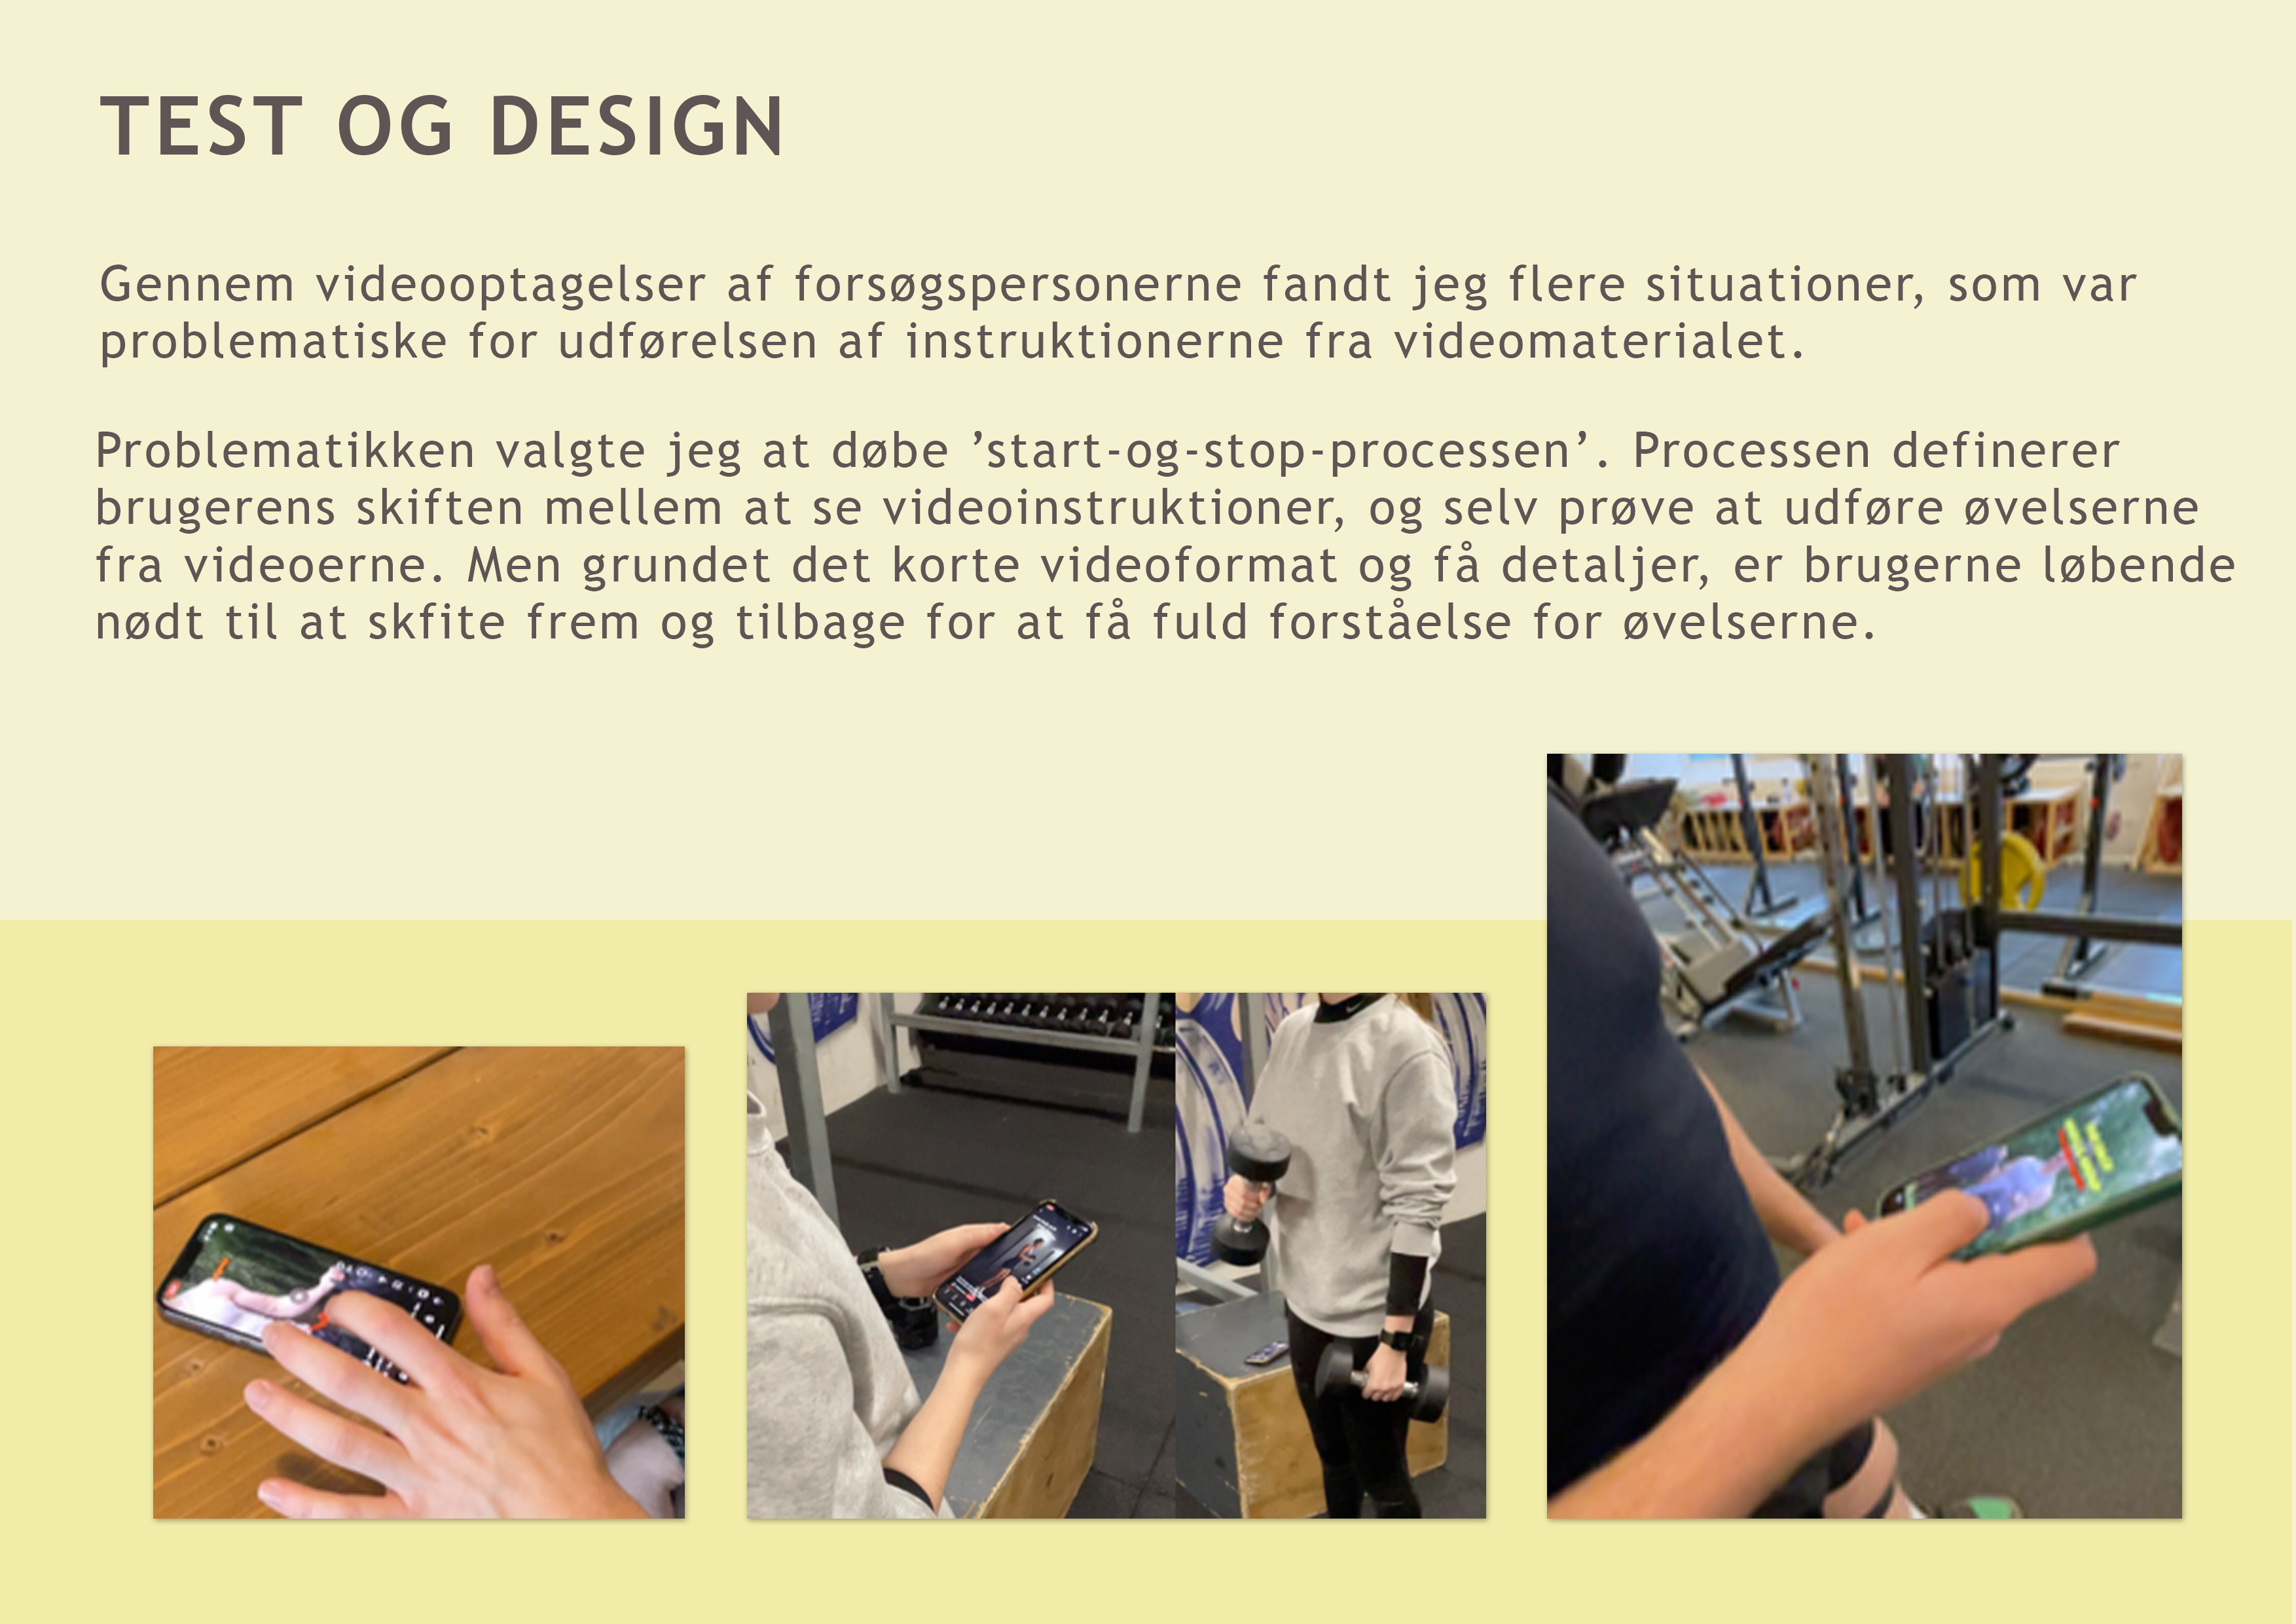 TEST OG DESIGN
Gennem videooptagelser af forsøgspersonerne fandt jeg flere situationer, som var
problematiske for udførelsen af instruktionerne fra videomaterialet.
Problematikken valgte jeg at døbe ’start-og-stop-processen’. Processen definerer
brugerens skiften mellem at se videoinstruktioner, og selv prøve at udføre øvelserne
fra videoerne. Men grundet det korte videoformat og få detaljer, er brugerne løbende
nødt til at skfite frem og tilbage for at få fuld forståelse for øvelserne.